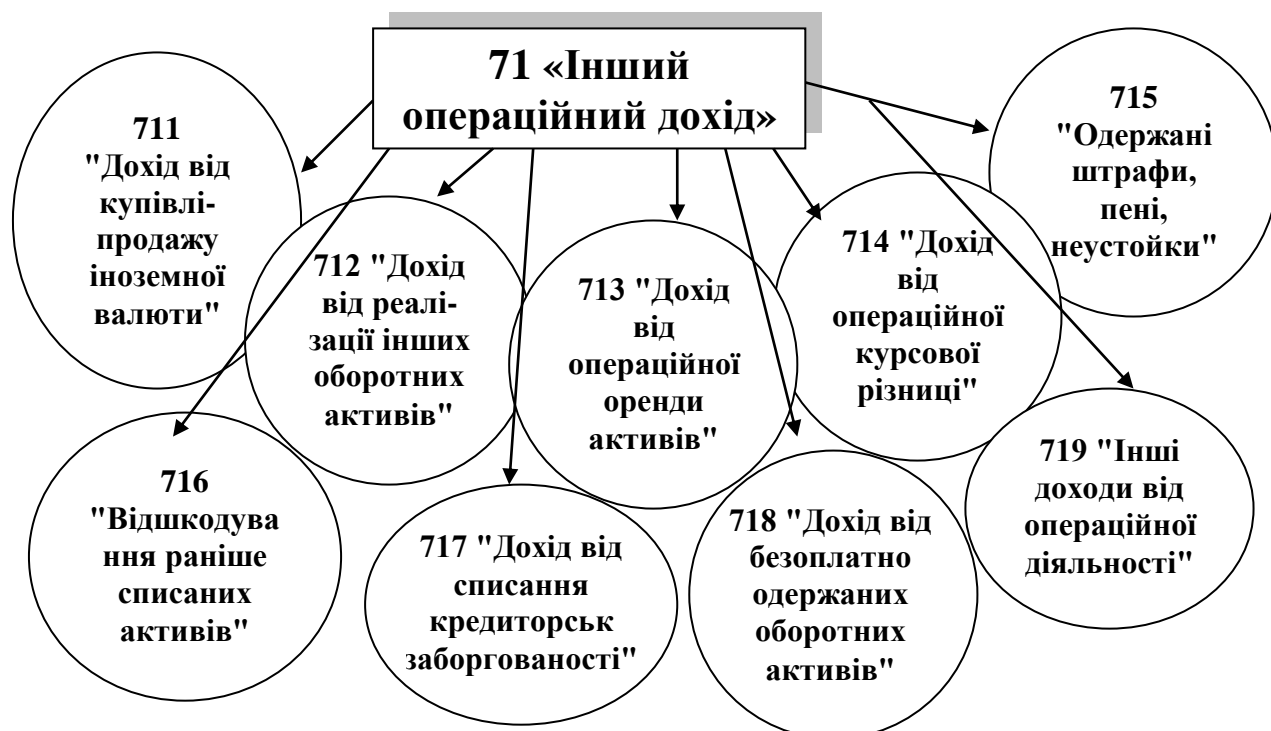 71 «Інший
операційний дохід»
711
"Дохід від
купівлі-
продажу
іноземної
валюти"
712 "Дохід
від реалі-
зації інших
оборотних
активів"
713 "Дохід
від
операційної
оренди
активів"
714 "Дохід
від
операційної
курсової
різниці"
715
"Одержані
штрафи,
пені,
неустойки"
716
"Відшкодува
ння раніше
списаних
активів"
717 "Дохід від
списання
кредиторськ
заборгованості"
718 "Дохід від
безоплатно
одержаних
оборотних
активів"
719 "Інші
доходи від
операційної
діяльності"